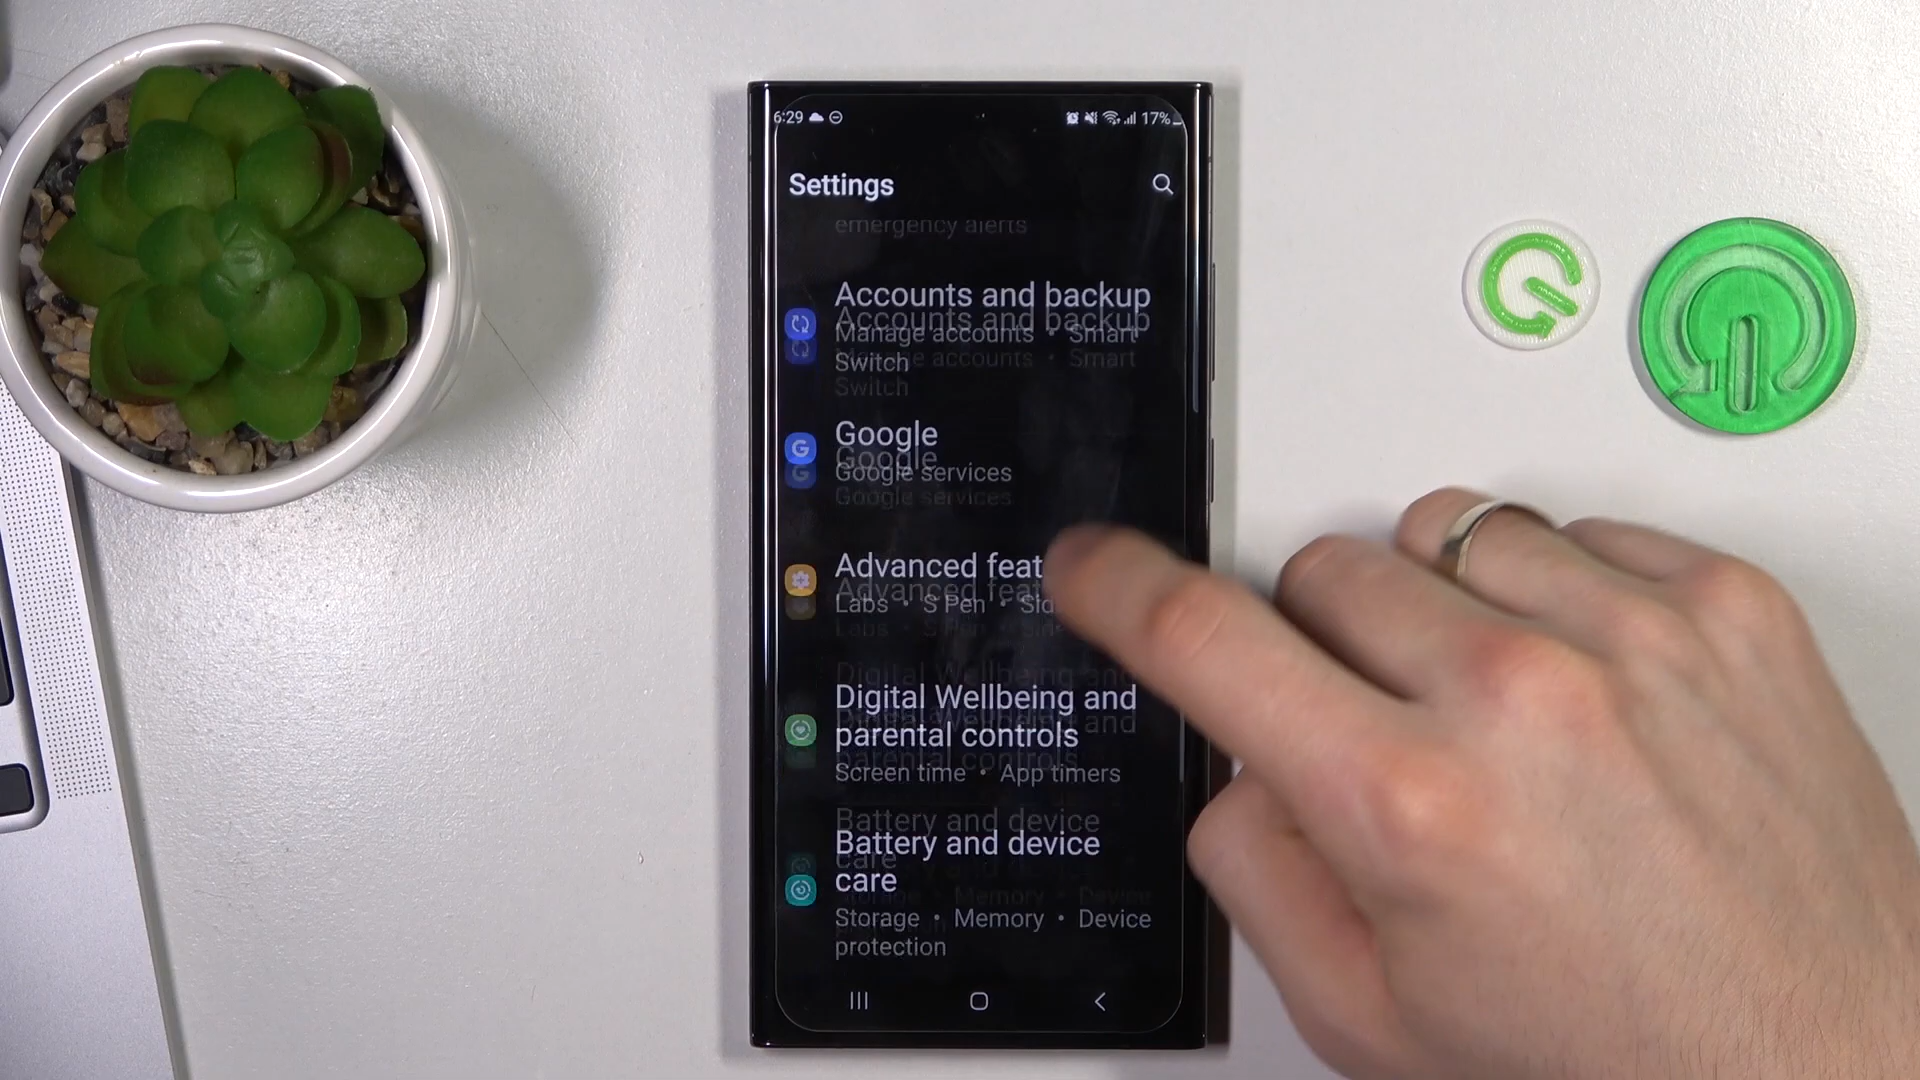 6:29 17%
Settings
emergency alerts
Accounts and backup
Manage accounts • Smart
Switch
Google
Google services
Advanced feat
Labs • S Pen • Sid
Digital Wellbeing and
parental controls
Screen time • App timers
Battery and device
care
Storage • Memory • Device
protection